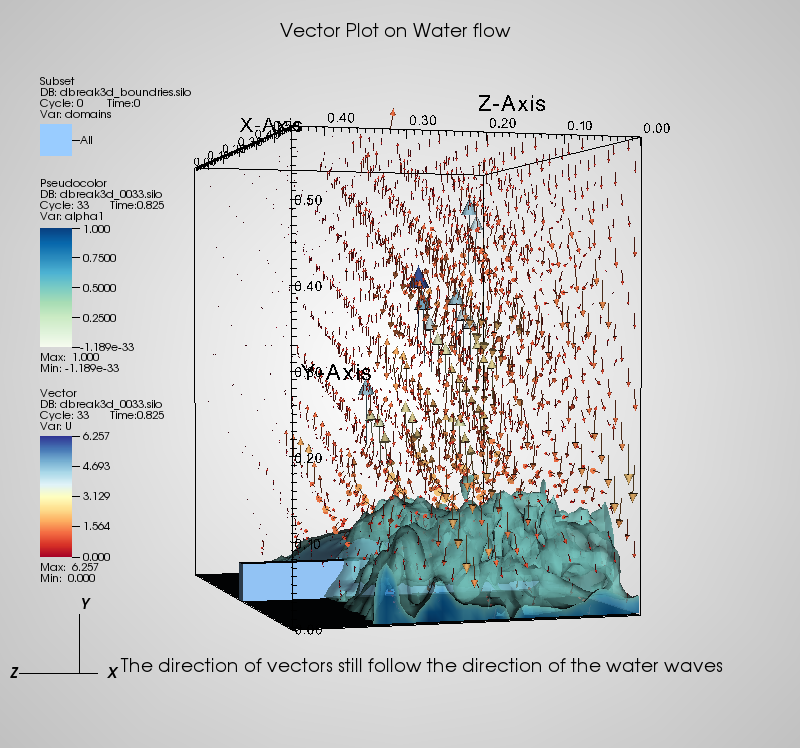 Vector Plot on Water flow
Subset
DB: dbreak3d_boundries.silo
Cycle: 0 Time:0
Var: domains
All
Pseudocolor
DB: dbreak3d_0033.silo
Cycle: 33 Time:0.825
Var: alpha1
1.000
0.7500
0.5000
0.2500
-1.189e-33
Max: 1.000
Min: -1.189e-33
Vector
DB: dbreak3d_0033.silo
Cycle: 33 Time:0.825
Var: U
6.257
4.693
3.129
1.564
0.000
Max: 6.257
Min: 0.000
Z-Axis
0.40
0.30
0.20
0.10
0.00
X-Axis
0.50
0.40
Y-Axis
0.20
0.10
0.00
Y
Z
X
The direction of vectors still follow the direction of the water waves